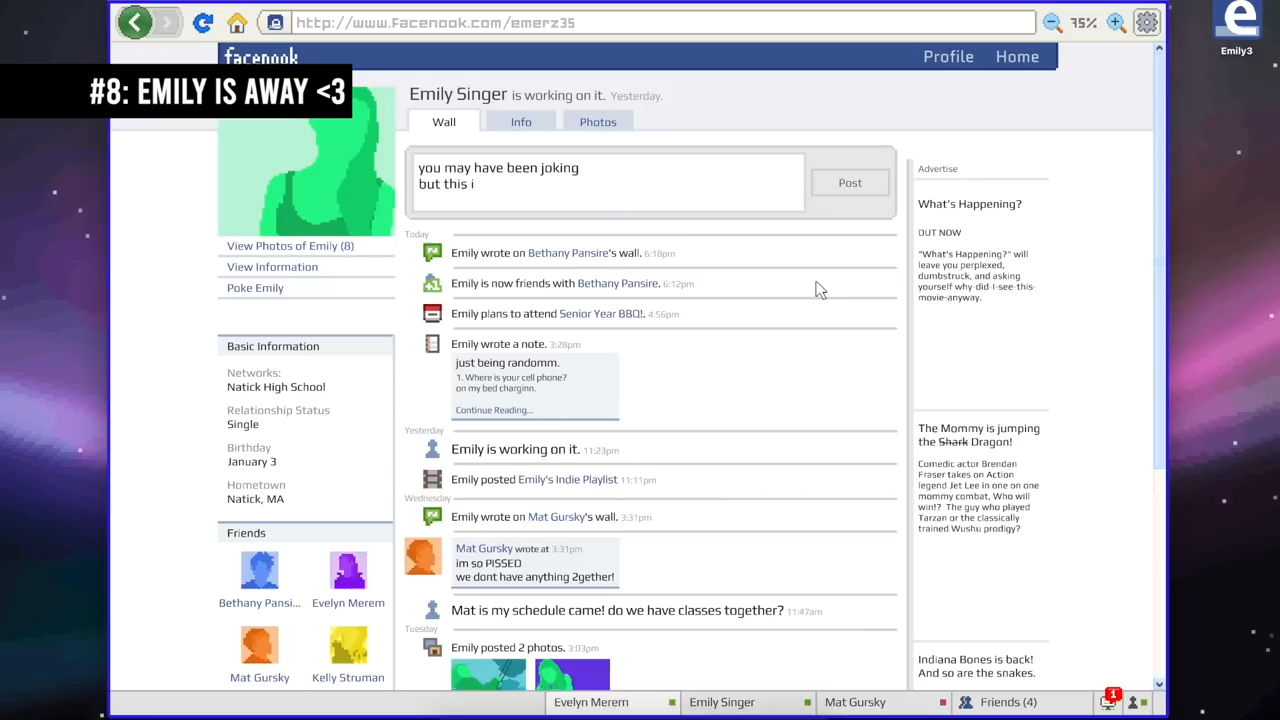 http://www.Facenook.com/emerz35
75%
Emily3
facenook
Profile
Home
#8: EMILY IS AWAY <3
Emily Singer is working on it. Yesterday.
Wall
Info
Photos
you may have been joking
but this i
Post
View Photos of Emily (8)
View Information
Poke Emily
Basic Information
Networks:
Natick High School
Relationship Status
Single
Birthday
January 3
Hometown
Natick, MA
Friends
Bethany Pansi...
Evelyn Merem
Mat Gursky
Kelly Struman
Today
Emily wrote on Bethany Pansire's wall. 6:18pm
Emily is now friends with Bethany Pansire. 6:12pm
Emily plans to attend Senior Year BBQ!. 4:56pm
Emily wrote a note. 3:28pm
just being randomm.
1. Where is your cell phone?
on my bed charginn.
Continue Reading...
Yesterday
Emily is working on it. 11:23pm
Emily posted Emily's Indie Playlist 11:11pm
Wednesday
Emily wrote on Mat Gursky's wall. 3:31pm
Mat Gursky wrote at 3:31pm
im so PISSED
we dont have anything 2gether!
Mat is my schedule came! do we have classes together? 11:47am
Tuesday
Emily posted 2 photos. 3:03pm
Advertise
What's Happening?
OUT NOW
"What's Happening?" will
leave you perplexed,
dumbstruck, and asking
yourself why-did-I-see-this-
movie-anyway.
The Mommy is jumping
the Shark Dragon!
Comedic actor Brendan
Fraser takes on Action
legend Jet Lee in one on one
mommy combat, Who will
win!? The guy who played
Tarzan or the classically
trained Wushu prodigy?
Indiana Bones is back!
And so are the snakes.
Evelyn Merem
Emily Singer
Mat Gursky
Friends (4)
1